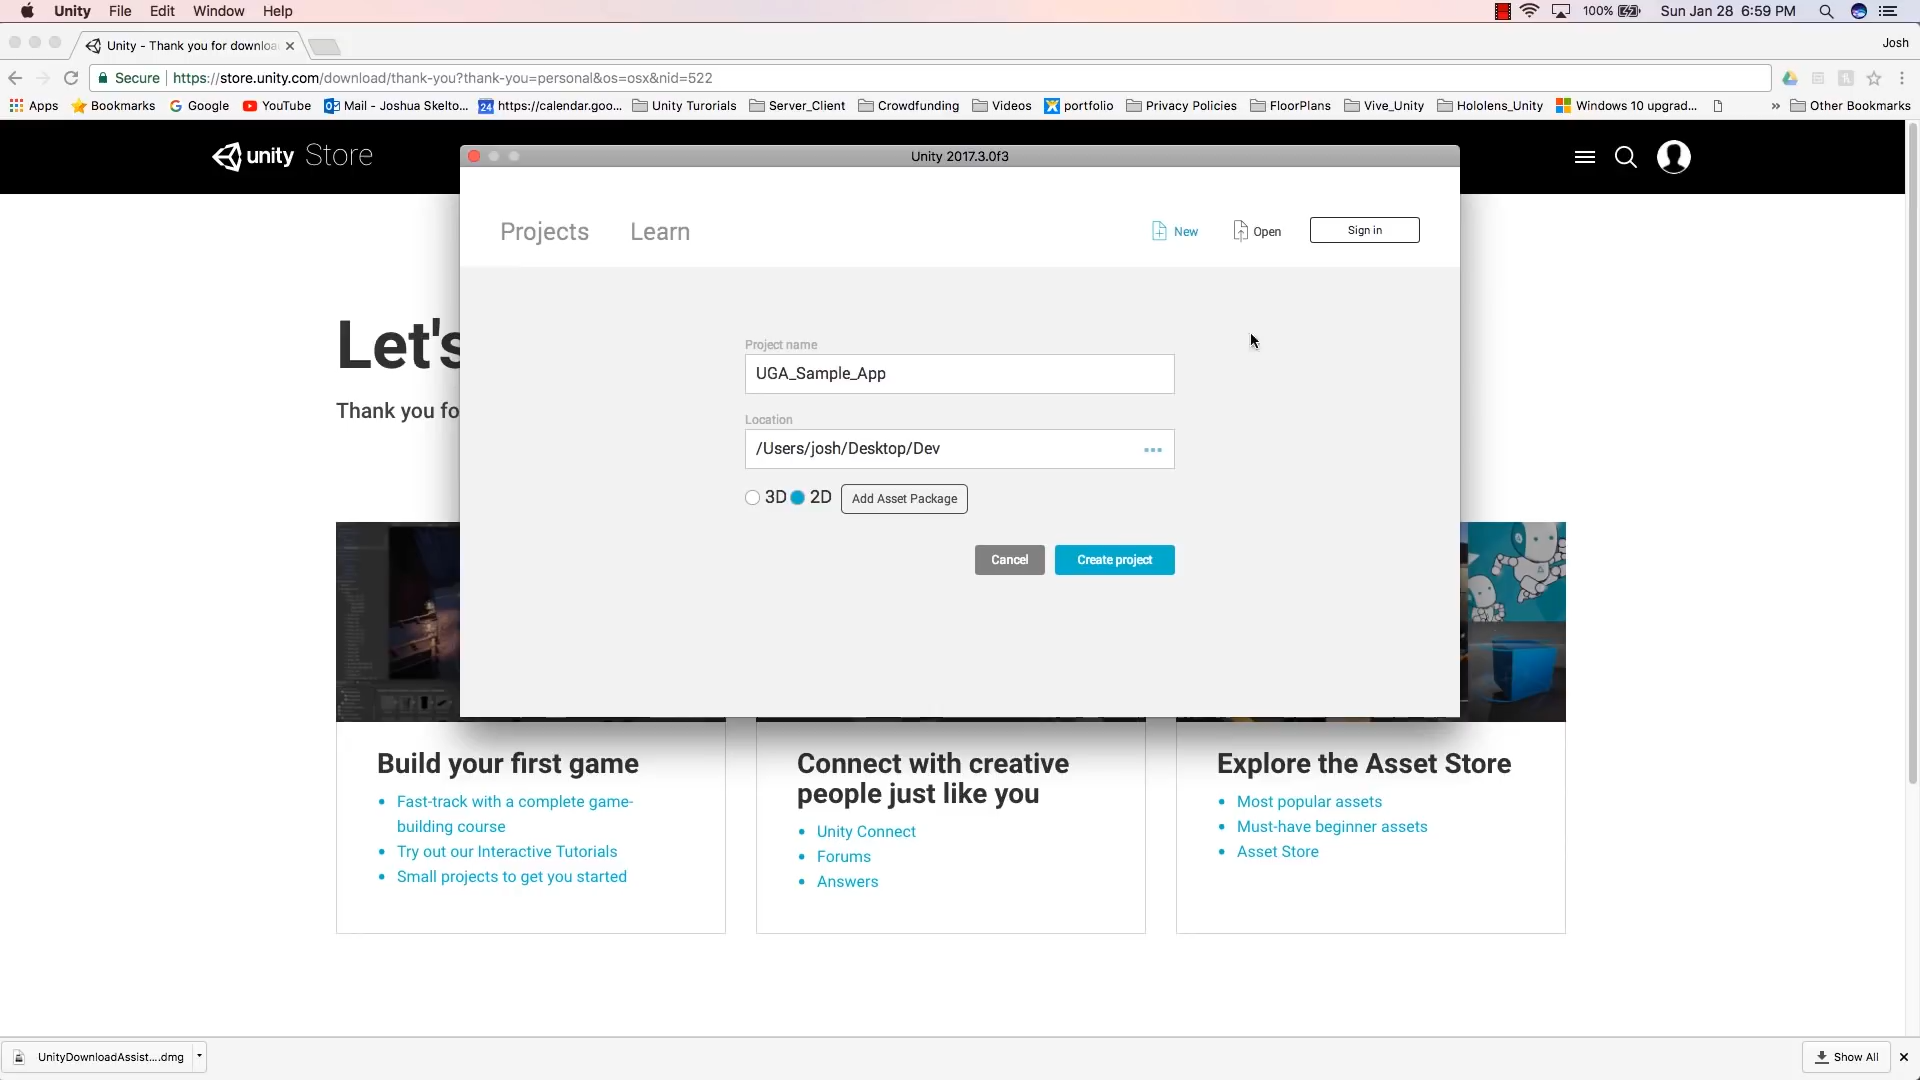 Unity File Edit Window Help 100% Sun Jan 28 6:59 PM
Unity - Thank you for downloa
Josh
Secure https://store.unity.com/download/thank-you?thank-you=personal&os=osx&nid=522
Apps Bookmarks Google YouTube Mail - Joshua Skelto... 24 https://calendar.goo... Unity Turorials Server_Client Crowdfunding Videos portfolio Privacy Policies FloorPlans Vive_Unity Hololens_Unity Windows 10 upgrad... » Other Bookmarks
unity Store
Unity 2017.3.0f3
Projects Learn New Open Sign in
Let's
Thank you fo
Project name
UGA_Sample_App
Location
/Users/josh/Desktop/Dev
3D 2D Add Asset Package
Cancel Create project
Build your first game
Fast-track with a complete game-
building course
Try out our Interactive Tutorials
Small projects to get you started
Connect with creative
people just like you
Unity Connect
Forums
Answers
Explore the Asset Store
Most popular assets
Must-have beginner assets
Asset Store
UnityDownloadAssist....dmg Show All